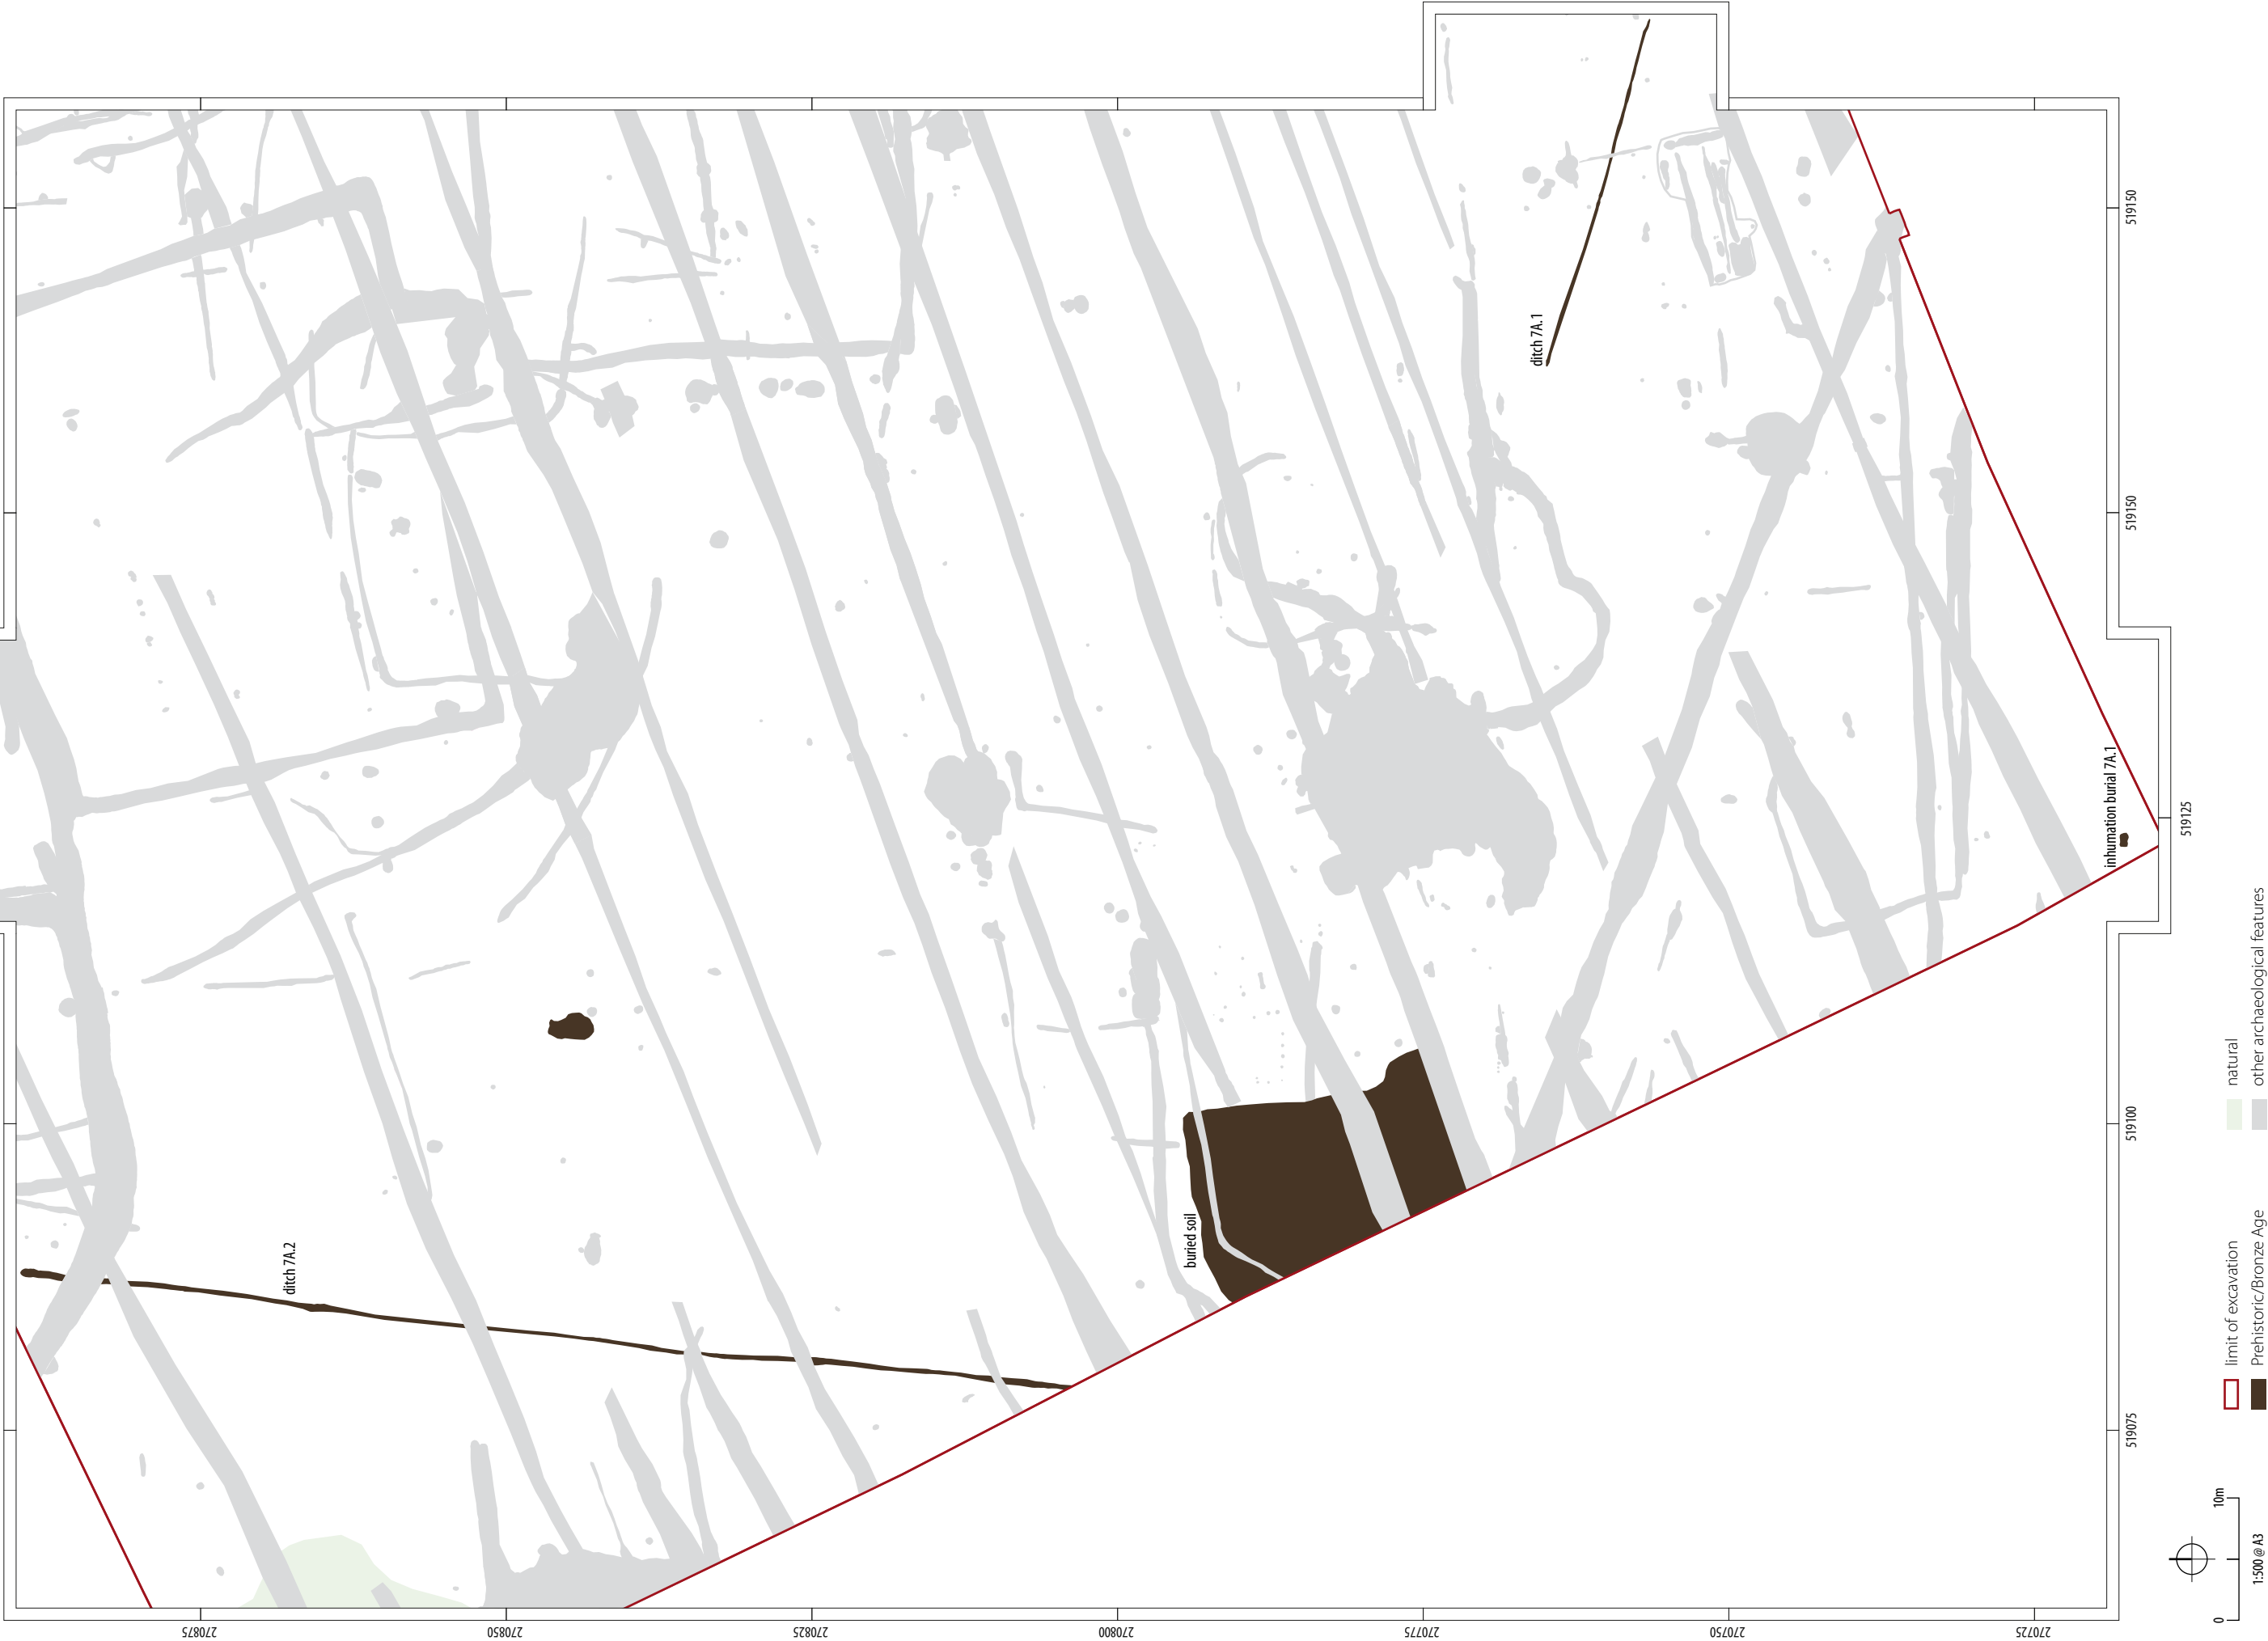 ditch 7A.2
ditch 7A.1
buried soil
inhumation burial 7A.1
270875
270850
270825
270800
270775
270750
270725
519075
519100
519125
519150
519150
0
10m
1:500 @ A3
limit of excavation
Prehistoric/Bronze Age
natural
other archaeological features